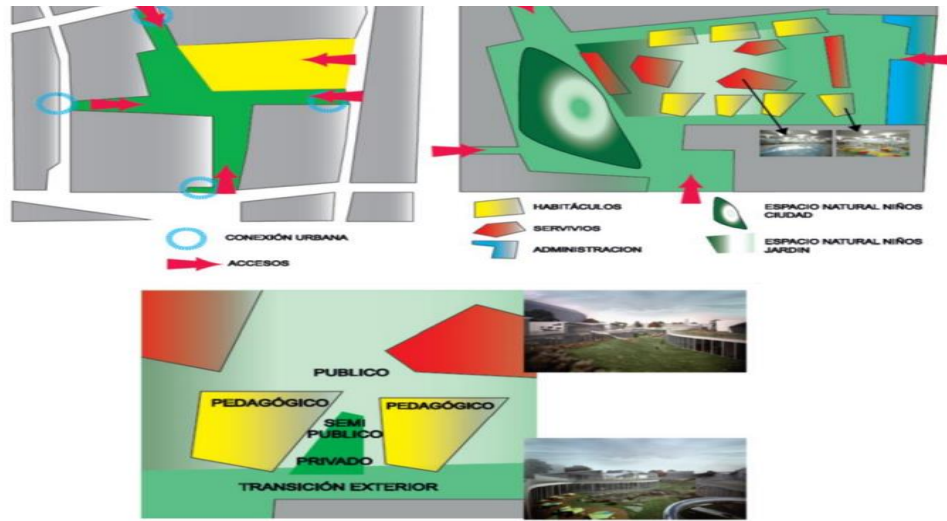 CONEXIÓN URBANA
ACCESOS
HABITÁCULOS
SERVIVIOS
ADMINISTRACION
ESPACIO NATURAL NIÑOS
CIUDAD
ESPACIO NATURAL NIÑOS
JARDIN
PUBLICO
PEDAGÓGICO
PEDAGÓGICO
SEMI
PUBLICO
PRIVADO
TRANSICIÓN EXTERIOR